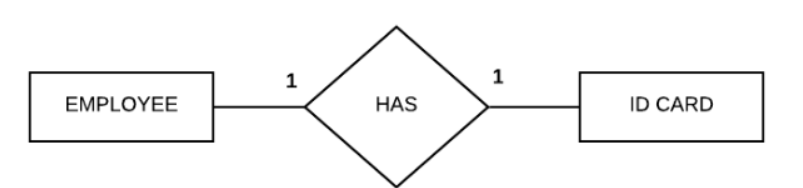 1 1
EMPLOYEE HAS ID CARD